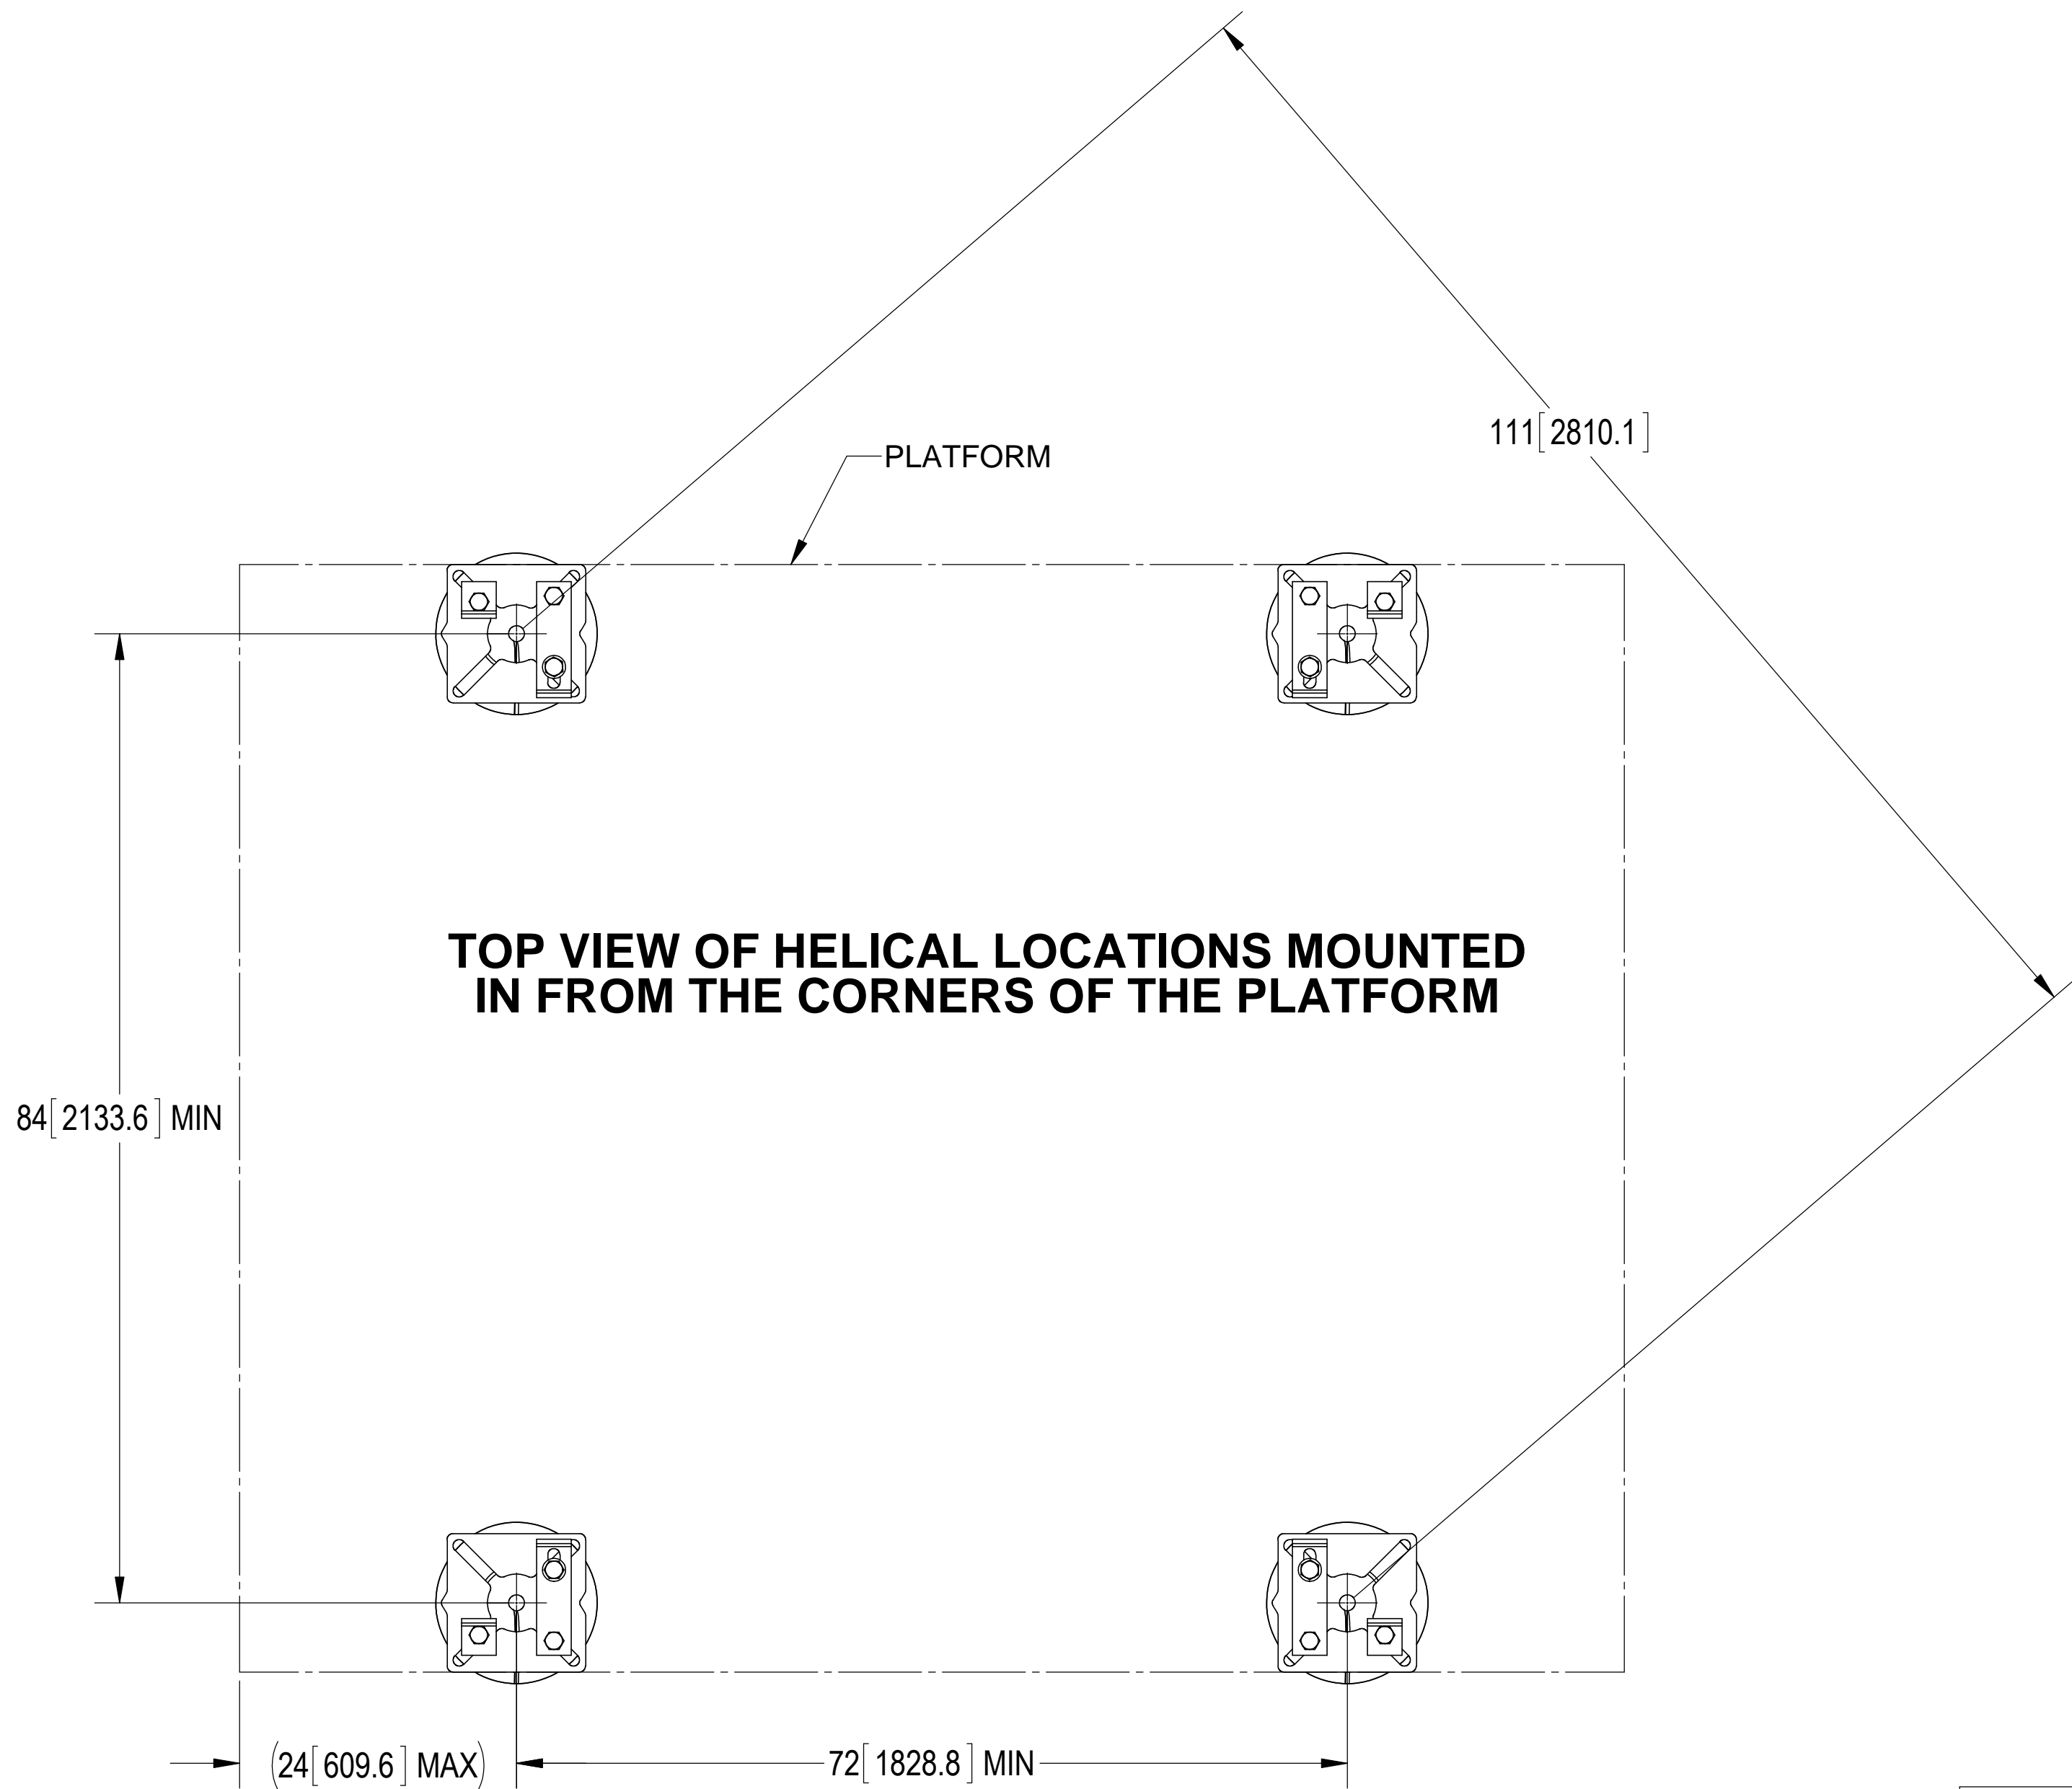 111[2810.1]
PLATFORM
TOP VIEW OF HELICAL LOCATIONS MOUNTED
IN FROM THE CORNERS OF THE PLATFORM
84[2133.6] MIN
(24[609.6] MAX)
72[1828.8] MIN